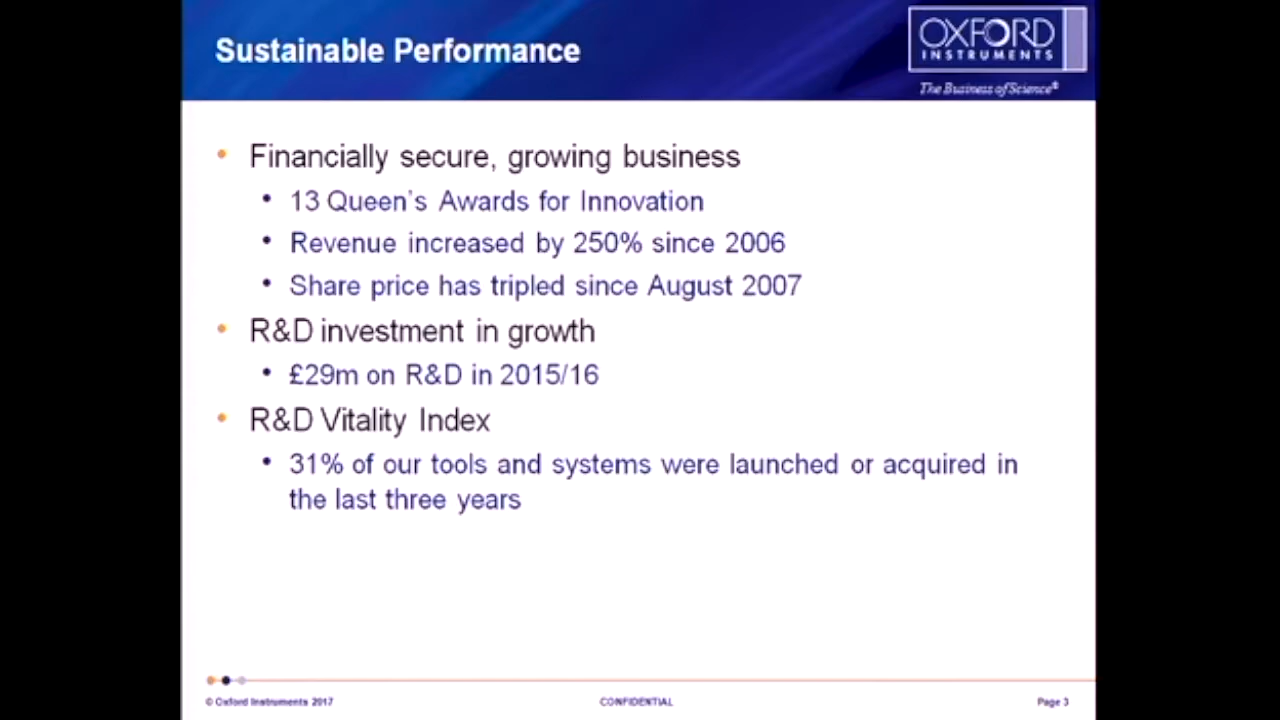 Sustainable Performance
OXFORD
INSTRUMENTS
The Business of Science®
• Financially secure, growing business
• 13 Queen's Awards for Innovation
• Revenue increased by 250% since 2006
• Share price has tripled since August 2007
• R&D investment in growth
• £29m on R&D in 2015/16
• R&D Vitality Index
• 31% of our tools and systems were launched or acquired in
the last three years
© Oxford Instruments 2017
CONFIDENTIAL
Page 3